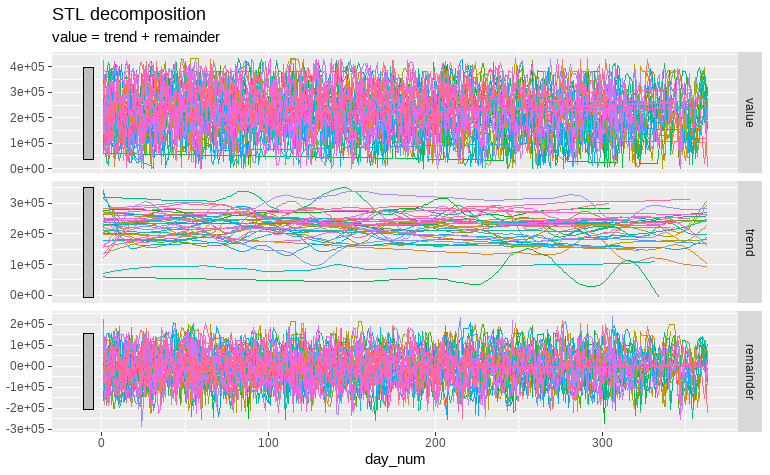 STL decomposition
value = trend + remainder
4e+05
3e+05
2e+05
1e+05
0e+00
value
3e+05
2e+05
1e+05
0e+00
trend
2e+05
1e+05
0e+00
-1e+05
-2e+05
-3e+05
remainder
0 100 200 300
day_num